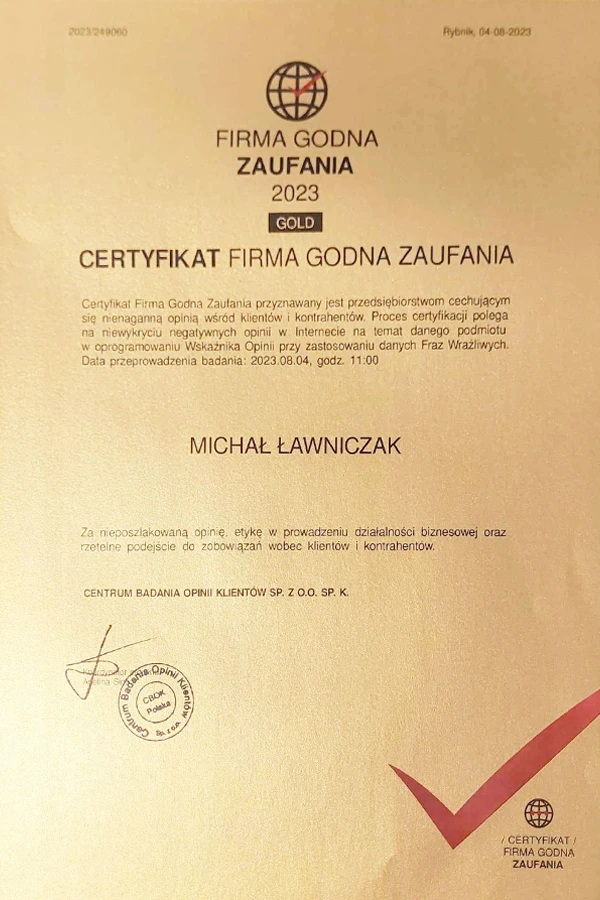 2023/249060
Rybnik, 04-08-2023
FIRMA GODNA
ZAUFANIA
2023
GOLD
CERTYFIKAT FIRMA GODNA ZAUFANIA
Certyfikat Firma Godna Zaufania przyznawany jest przedsiębiorstwom cechującym
się nienaganną opinią wśród klientów i kontrahentów. Proces certyfikacji polega
na niewykryciu negatywnych opinii w Internecie na temat danego podmiotu
w oprogramowaniu Wskaźnika Opinii przy zastosowaniu danych Fraz Wrażliwych.
Data przeprowadzenia badania: 2023.08.04, godz. 11:00
MICHAŁ ŁAWNICZAK
Za nieposzlakowaną opinię, etykę w prowadzeniu działalności biznesowej oraz
rzetelne podejście do zobowiązań wobec klientów i kontrahentów.
CENTRUM BADANIA OPINII KLIENTÓW SP. Z O.O. SP. K.
Centrum Badania Opinii Klientów
Sp. z o.o.
CBOK
Polska
/ CERTYFIKAT /
FIRMA GODNA
ZAUFANIA